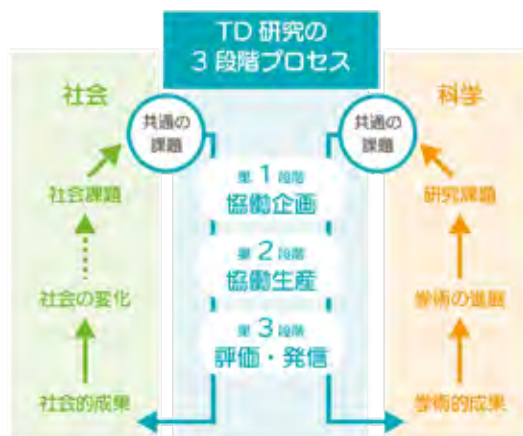 TD 研究の
3 段階プロセス
社会
科学
共通の
課題
共通の
課題
第 1 段階
協働企画
社会課題
研究課題
第 2 段階
協働生産
社会の変化
学術の進展
第 3 段階
評価・発信
社会的成果
学術的成果